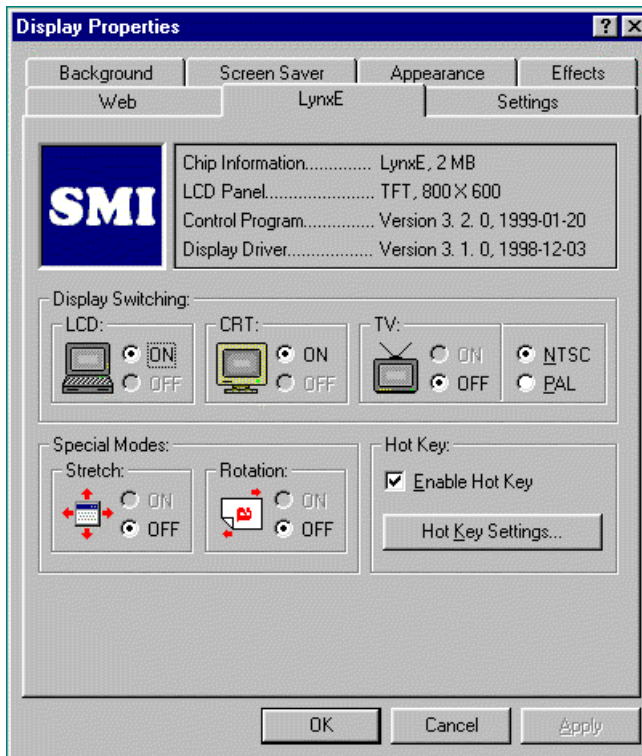 Display Properties
Background Screen Saver Appearance Effects
Web LynxE Settings
SMI
Chip Information............. LynxE, 2 MB
LCD Panel...................... TFT, 800 X 600
Control Program............. Version 3. 2. 0, 1999-01-20
Display Driver................. Version 3. 1. 0, 1998-12-03
Display Switching:
LCD: CRT: TV:
ON ON ON NTSC
OFF OFF OFF PAL
Special Modes: Hot Key:
Stretch: Rotation: Enable Hot Key
ON ON
OFF OFF Hot Key Settings...
OK Cancel Apply